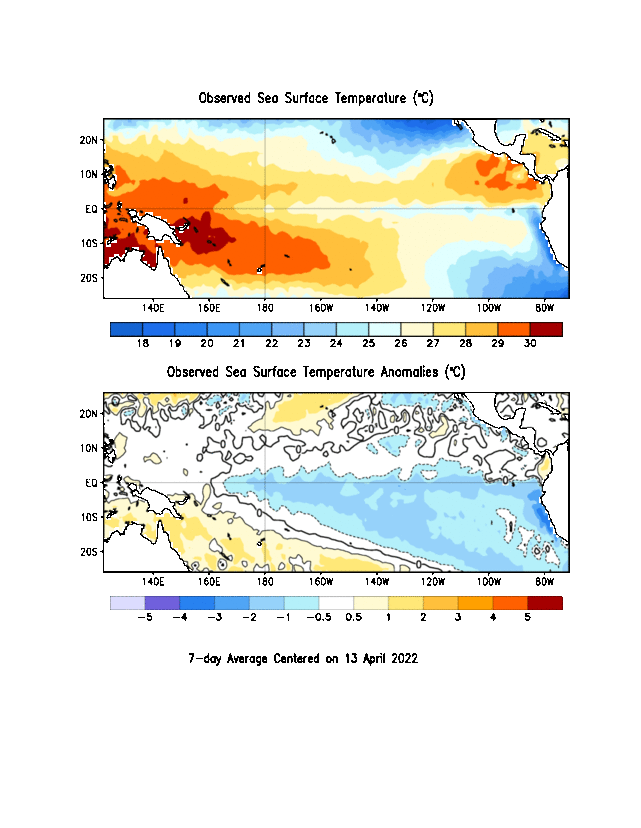 Observed Sea Surface Temperature (°C)
20N
10N
EQ
10S
20S
140E 160E 180 160W 140W 120W 100W 80W
18 19 20 21 22 23 24 25 26 27 28 29 30
Observed Sea Surface Temperature Anomalies (°C)
20N
10N
EQ
10S
20S
140E 160E 180 160W 140W 120W 100W 80W
-5 -4 -3 -2 -1 -0.5 0.5 1 2 3 4 5
7-day Average Centered on 13 April 2022